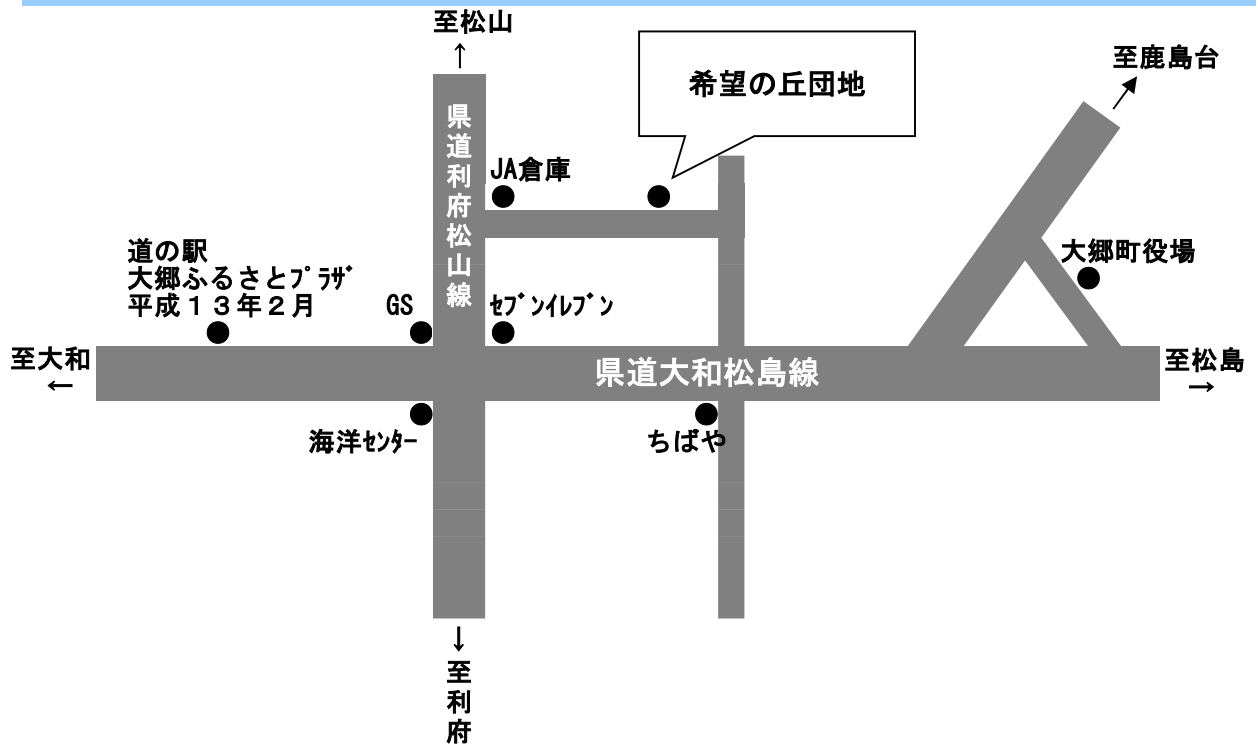 至松山
↑
希望の丘団地
至鹿島台
県道利府松山線
JA倉庫
道の駅
大郷ふるさとﾌﾟﾗｻﾞ
平成１３年２月
GS
ｾﾌﾞﾝｲﾚﾌﾞﾝ
大郷町役場
至大和
←
県道大和松島線
至松島
→
海洋ｾﾝﾀｰ
ちばや
↓
至利府